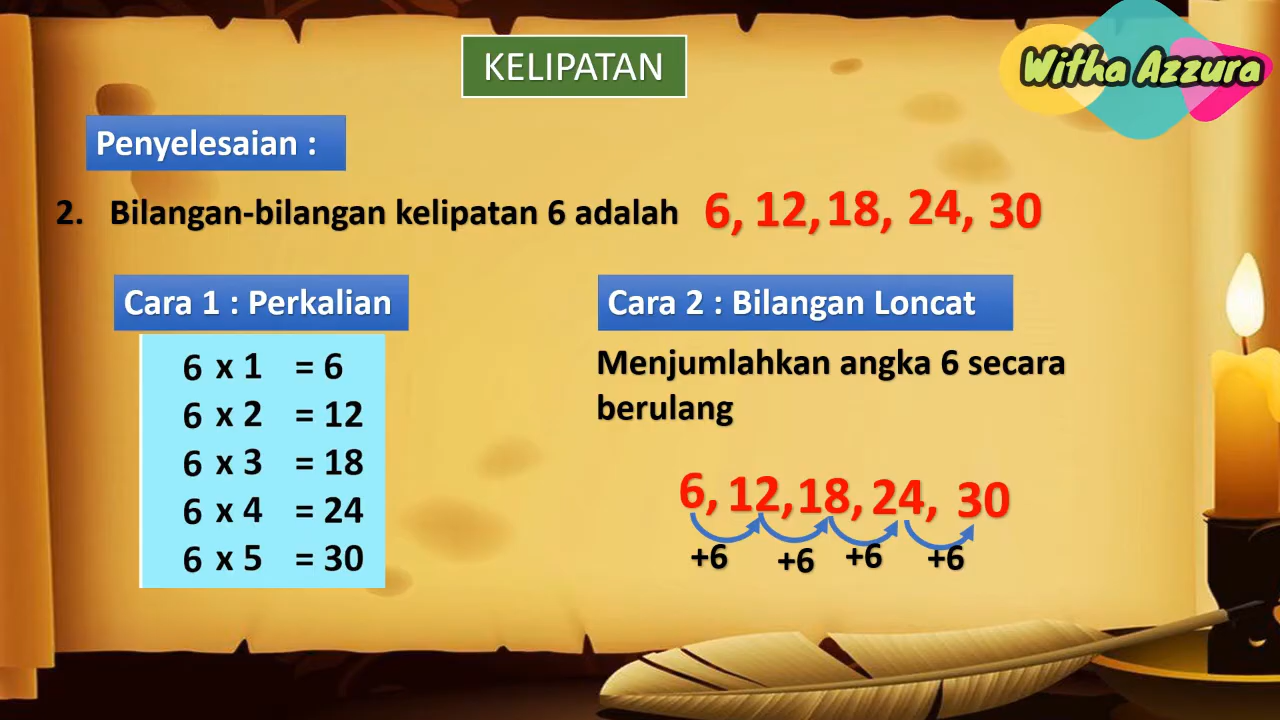 KELIPATAN
Witha Azzura
Penyelesaian :
2. Bilangan-bilangan kelipatan 6 adalah 6, 12, 18, 24, 30
Cara 1 : Perkalian
6 x 1 = 6
6 x 2 = 12
6 x 3 = 18
6 x 4 = 24
6 x 5 = 30
Cara 2 : Bilangan Loncat
Menjumlahkan angka 6 secara
berulang
6, 12, 18, 24, 30
+6 +6 +6 +6